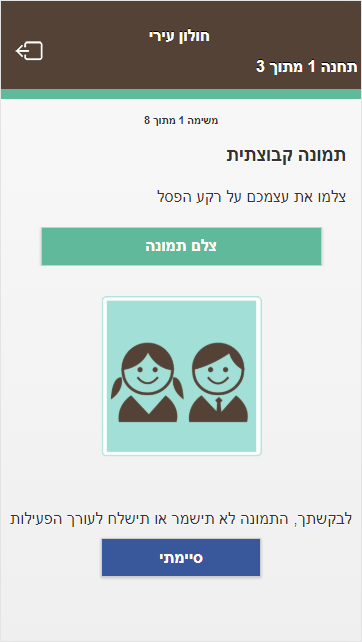 חולון עירי
תחנה 1 מתוך 3
משימה 1 מתוך 8
תמונה קבוצתית
צלמו את עצמכם על רקע הפסל
צלם תמונה
לבקשתך, התמונה לא תישמר או תישלח לעורך הפעילות
סיימתי